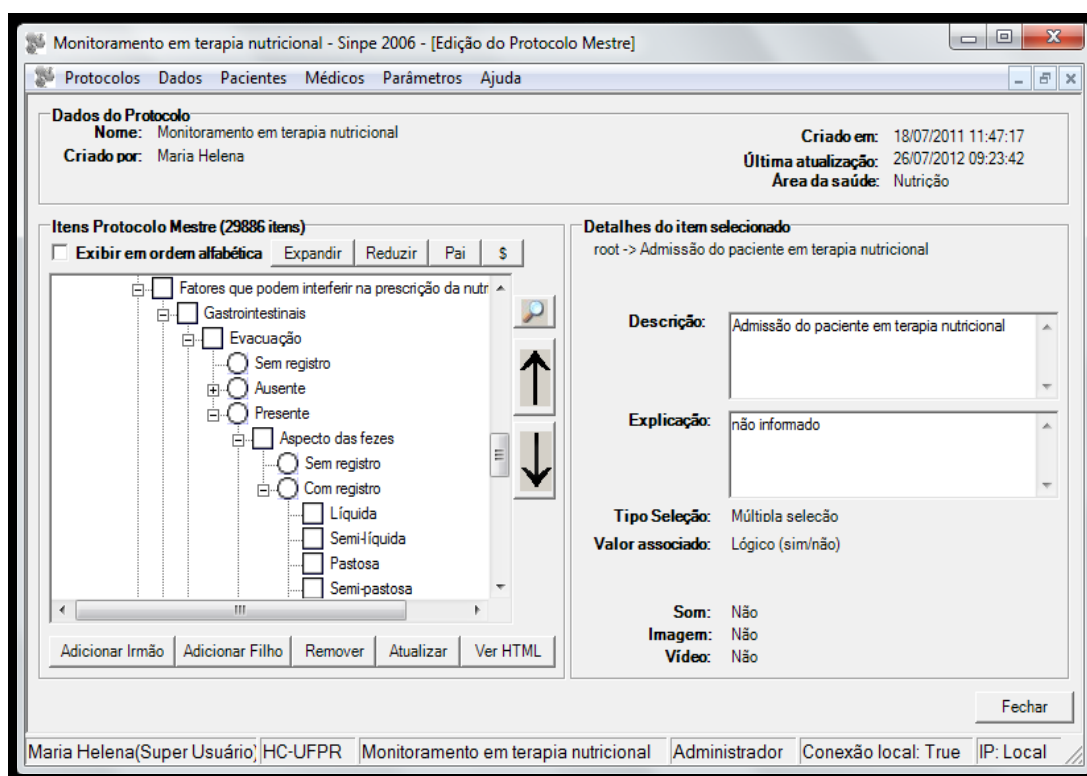 Monitoramento em terapia nutricional - Sinpe 2006 - [Edição do Protocolo Mestre]
Protocolos Dados Pacientes Médicos Parâmetros Ajuda
Dados do Protocolo
Nome: Monitoramento em terapia nutricional
Criado por: Maria Helena
Criado em: 18/07/2011 11:47:17
Última atualização: 26/07/2012 09:23:42
Área da saúde: Nutrição
Itens Protocolo Mestre (29886 itens)
Exibir em ordem alfabética Expandir Reduzir Pai $
Fatores que podem interferir na prescrição da nutr
Gastrointestinais
Evacuação
Sem registro
Ausente
Presente
Aspecto das fezes
Sem registro
Com registro
Líquida
Semi-líquida
Pastosa
Semi-pastosa
Adicionar Irmão Adicionar Filho Remover Atualizar Ver HTML
Detalhes do item selecionado
root -> Admissão do paciente em terapia nutricional
Descrição: Admissão do paciente em terapia nutricional
Explicação: não informado
Tipo Seleção: Múltipla seleção
Valor associado: Lógico (sim/não)
Som: Não
Imagem: Não
Vídeo: Não
Fechar
Maria Helena(Super Usuário) HC-UFPR Monitoramento em terapia nutricional Administrador Conexão local: True IP: Local